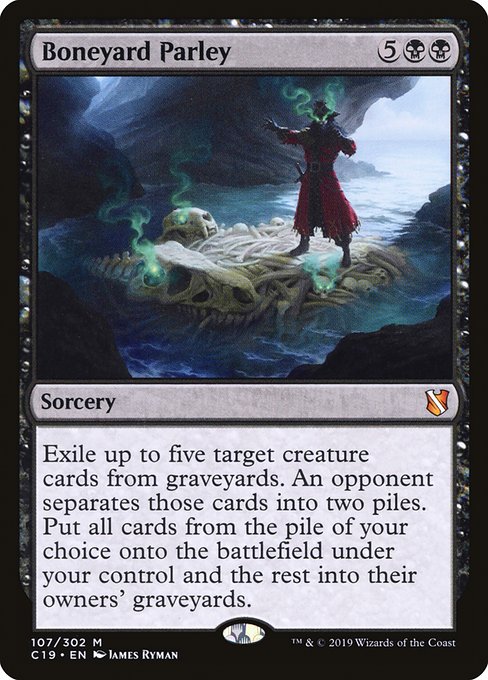 Boneyard Parley 5
Sorcery
Exile up to five target creature
cards from graveyards. An opponent
separates those cards into two piles.
Put all cards from the pile of your
choice onto the battlefield under
your control and the rest into their
owners’ graveyards.
107/302 M
C19 • EN James Ryman
™ & © 2019 Wizards of the Coast